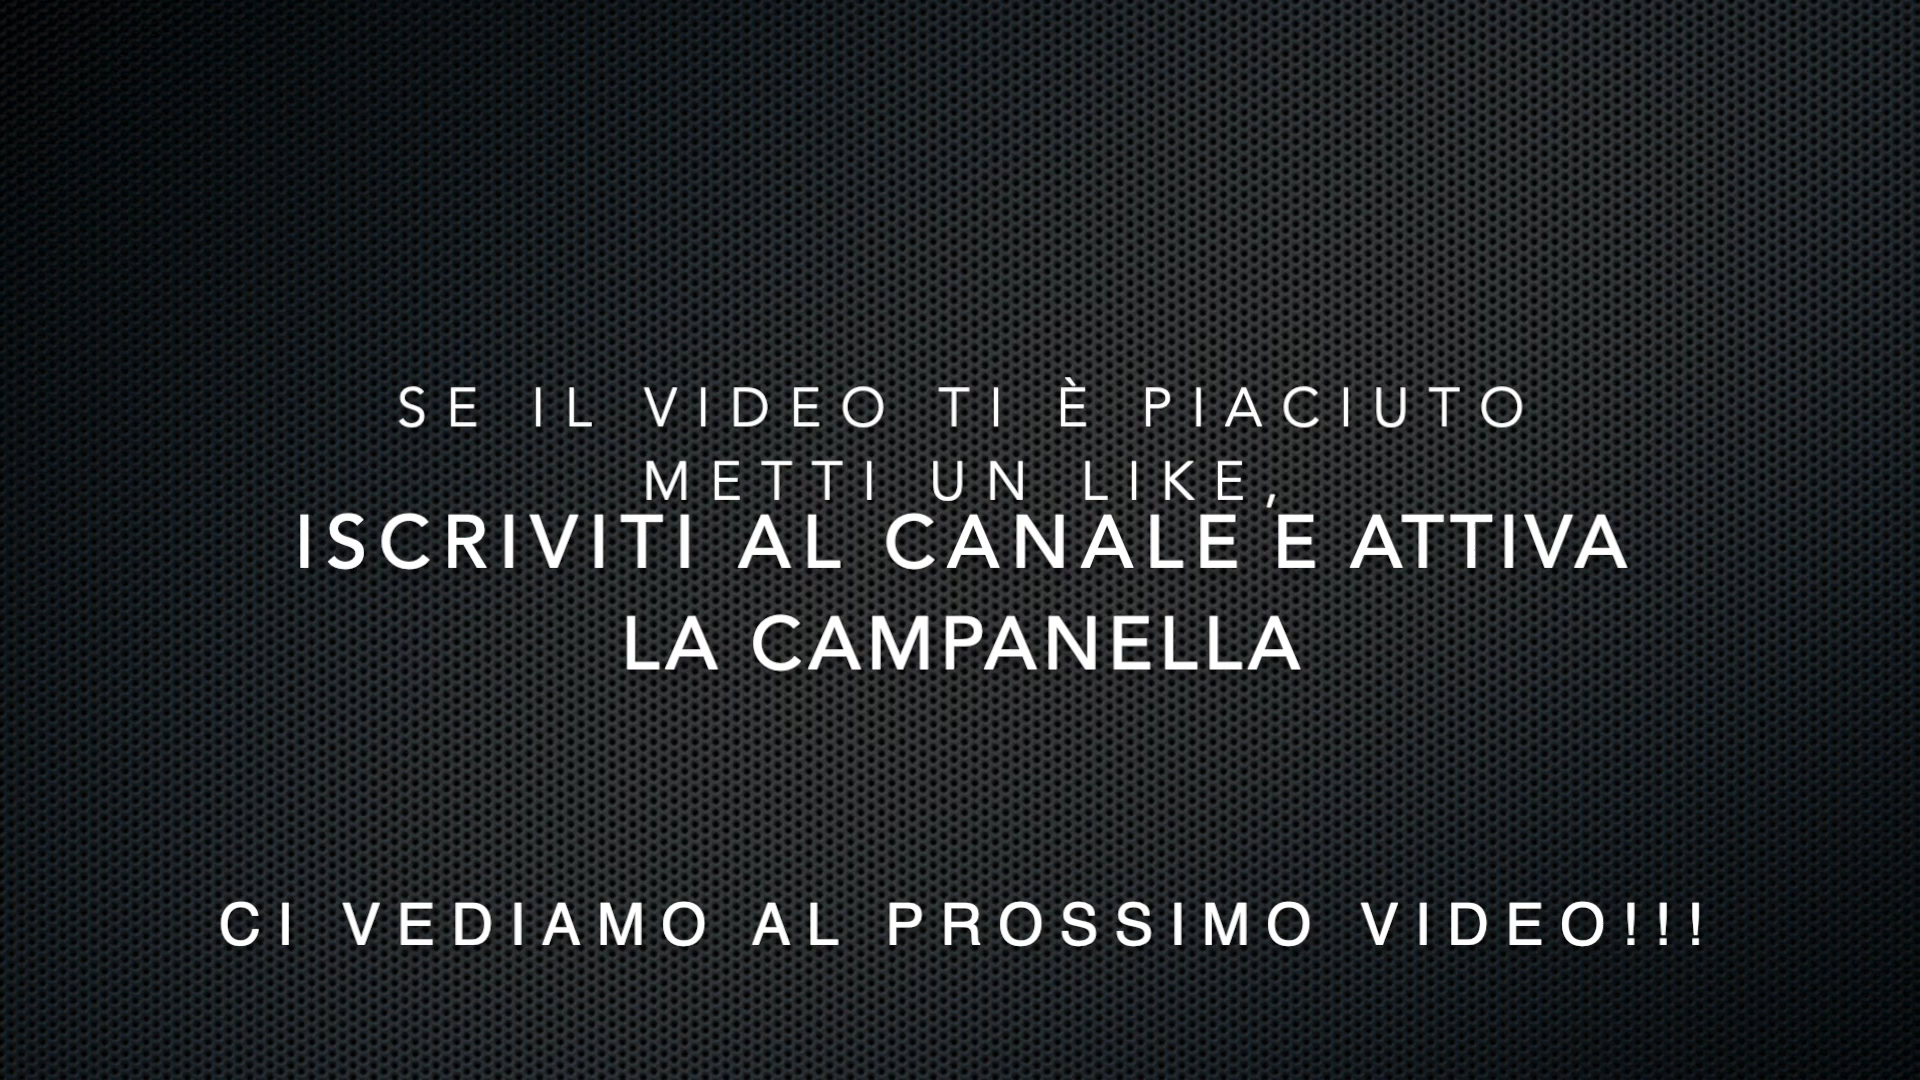 SE IL VIDEO TI È PIACIUTO
METTI UN LIKE,
ISCRIVITI AL CANALE E ATTIVA
LA CAMPANELLA
CI VEDIAMO AL PROSSIMO VIDEO!!!